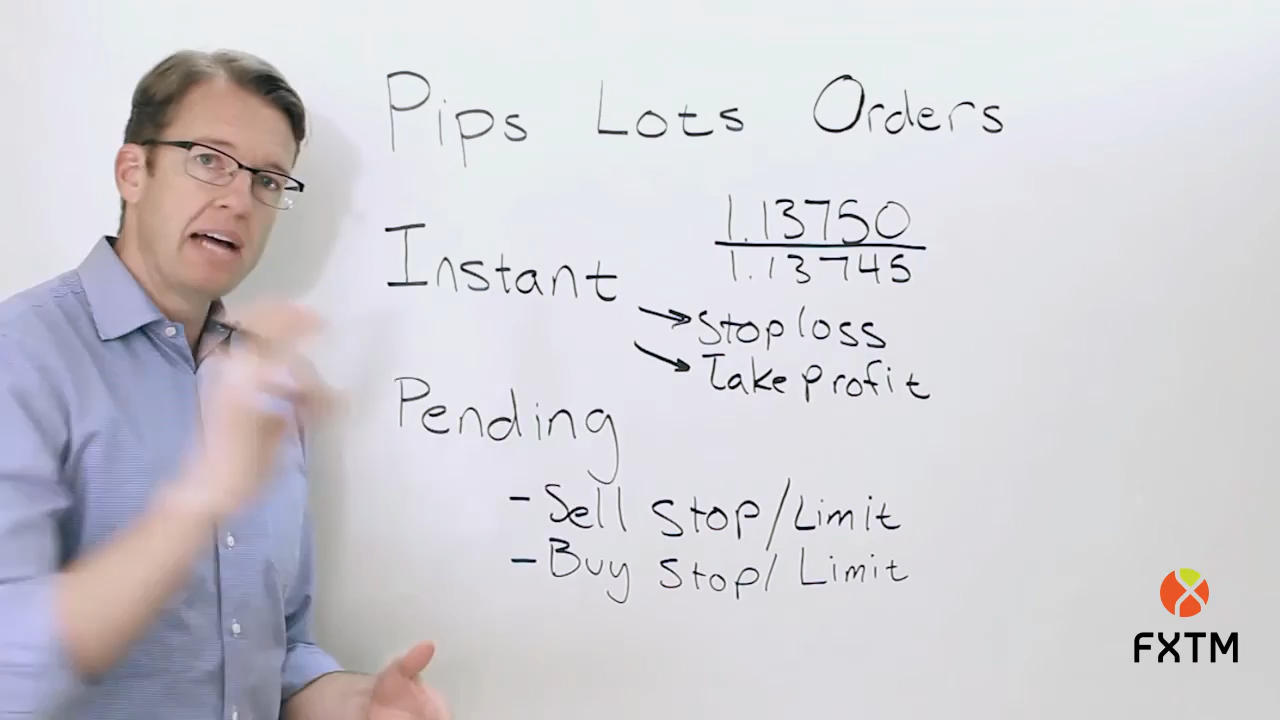 Pips Lots Orders
1.13750
1.13745
Instant
Stop loss
Take profit
Pending
- Sell Stop/Limit
- Buy Stop/Limit
FXTM